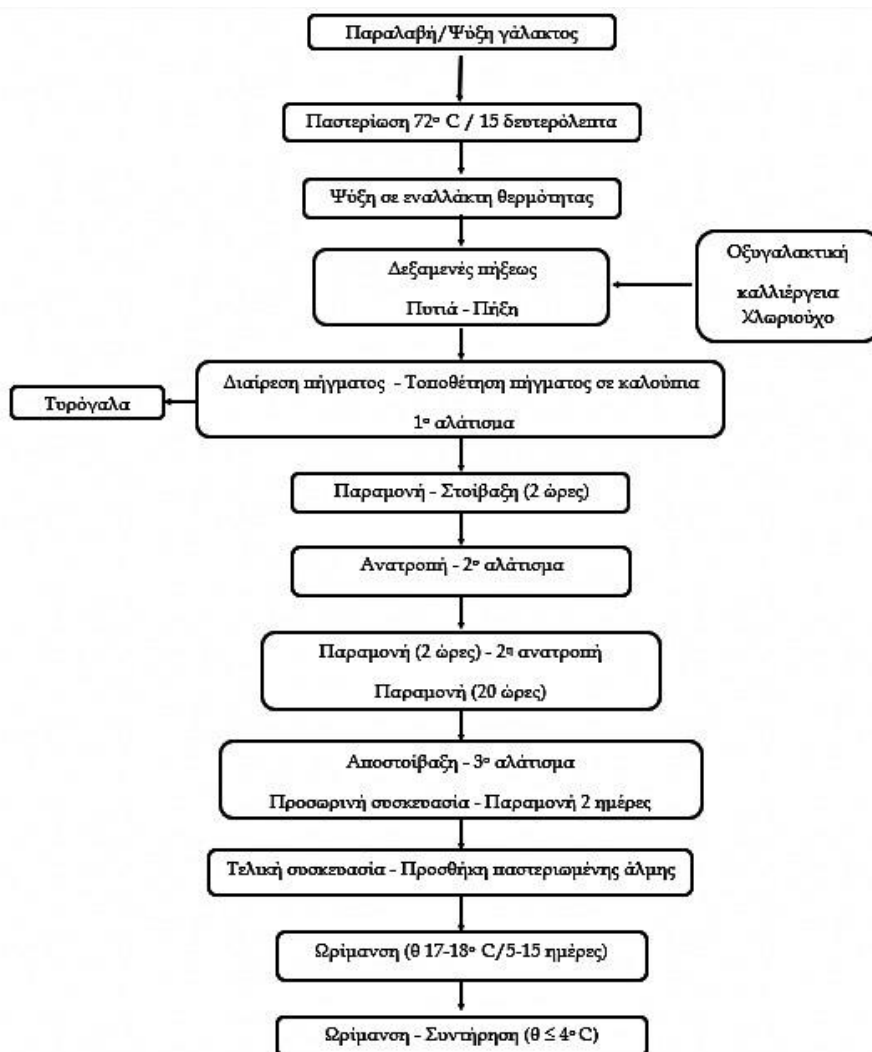 Παραλαβή/Ψύξη γάλακτος
Παστερίωση 72ο C / 15 δευτερόλεπτα
Ψύξη σε εναλλάκτη θερμότητας
Δεξαμενές πήξεως
Πυτιά - Πήξη
Οξυγαλακτική
καλλιέργεια
Χλωριούχο
Διαίρεση πήγματος - Τοποθέτηση πήγματος σε καλούπια
1ο αλάτισμα
Τυρόγαλα
Παραμονή - Στοίβαξη (2 ώρες)
Ανατροπή - 2ο αλάτισμα
Παραμονή (2 ώρες) - 2η ανατροπή
Παραμονή (20 ώρες)
Αποστοίβαξη - 3ο αλάτισμα
Προσωρινή συσκευασία - Παραμονή 2 ημέρες
Τελική συσκευασία - Προσθήκη παστεριωμένης άλμης
Ωρίμανση (θ 17-18ο C/5-15 ημέρες)
Ωρίμανση - Συντήρηση (θ ≤ 4ο C)